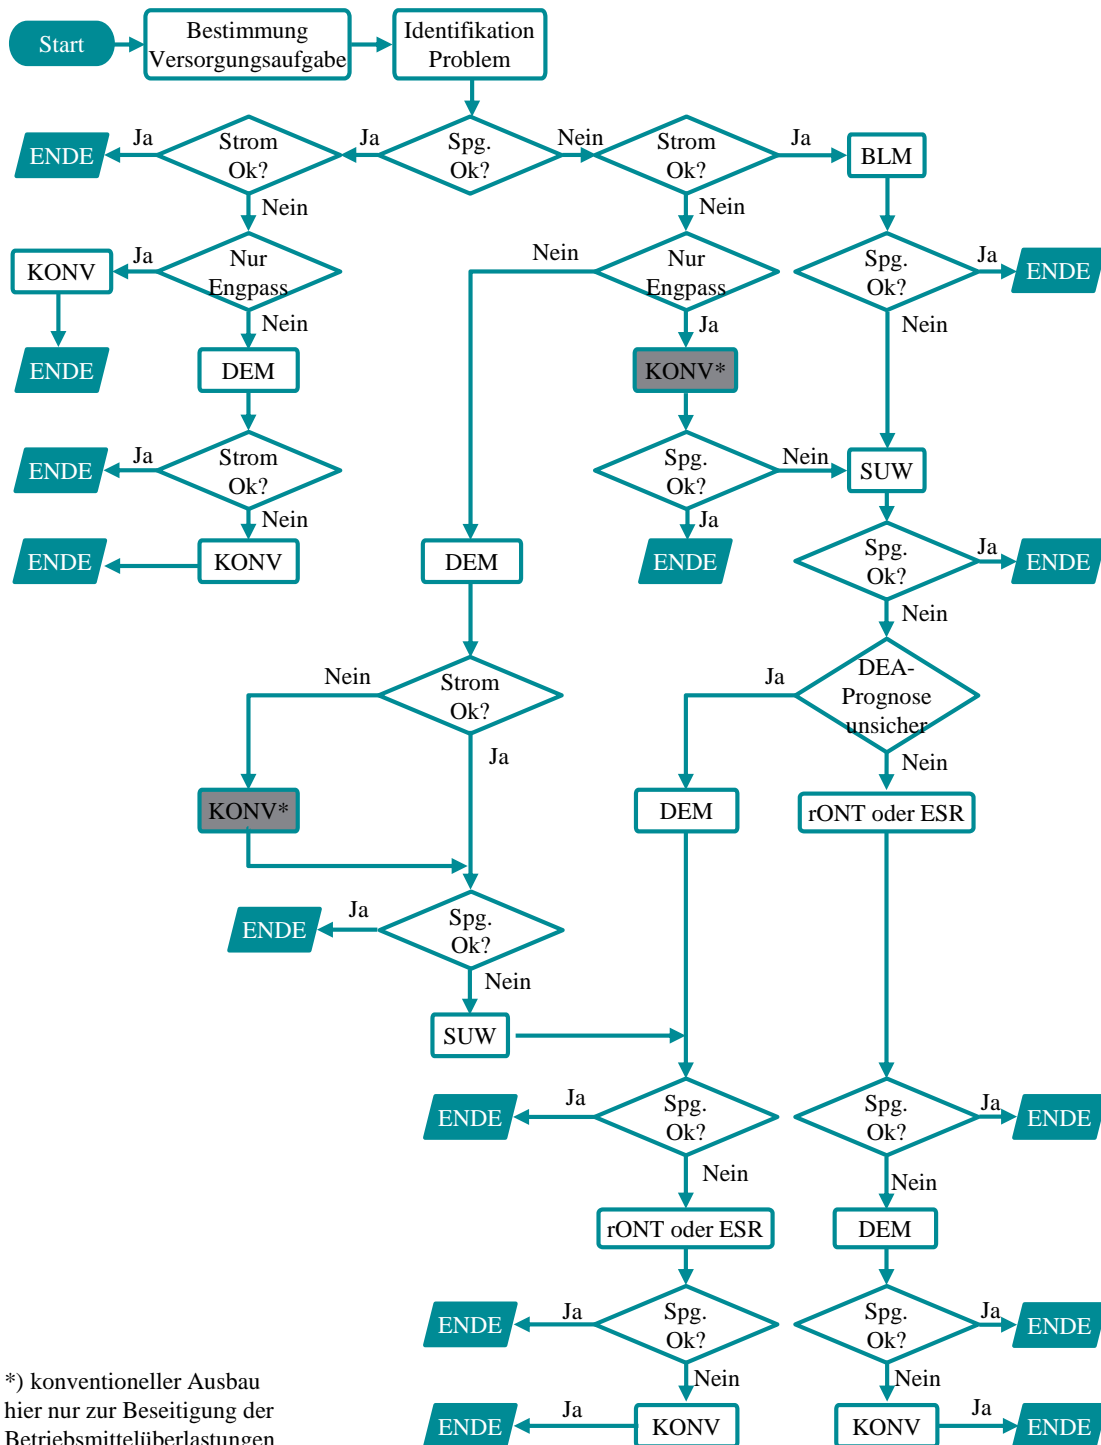 Start
Bestimmung
Versorgungsaufgabe
Identifikation
Problem
ENDE
Ja
Strom
Ok?
Ja
Spg.
Ok?
Nein
Strom
Ok?
Ja
BLM
Nein
Nein
KONV
Ja
Nur
Engpass
Nein
Nur
Engpass
Spg.
Ok?
Ja
ENDE
Nein
Ja
Nein
ENDE
DEM
KONV*
ENDE
Ja
Strom
Ok?
Spg.
Ok?
Nein
SUW
Nein
Ja
ENDE
KONV
DEM
ENDE
Spg.
Ok?
Ja
ENDE
Nein
Nein
Strom
Ok?
Ja
DEA-
Prognose
unsicher
Ja
Nein
KONV*
DEM
rONT oder ESR
ENDE
Ja
Spg.
Ok?
Nein
SUW
ENDE
Ja
Spg.
Ok?
Spg.
Ok?
Ja
ENDE
Nein
Nein
rONT oder ESR
DEM
ENDE
Ja
Spg.
Ok?
Spg.
Ok?
Ja
ENDE
Nein
Nein
ENDE
Ja
KONV
KONV
Ja
ENDE
*) konventioneller Ausbau
hier nur zur Beseitigung der
Betriebsmittelüberlastungen